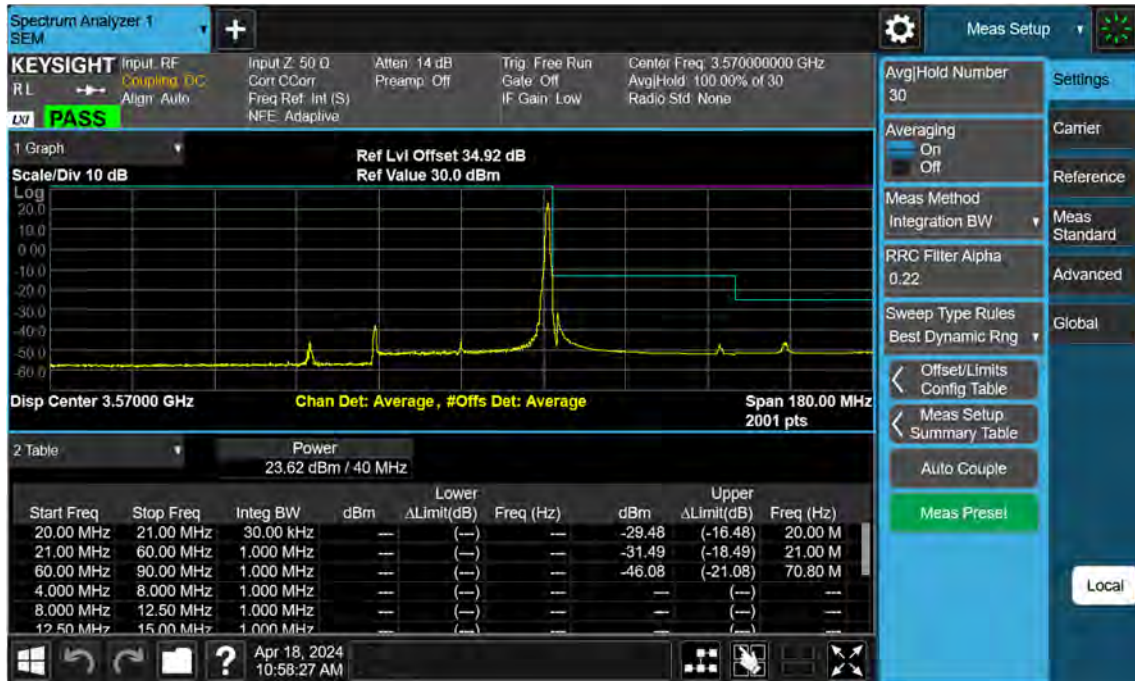 Spectrum Analyzer 1
SEM
Meas Setup
KEYSIGHT
RL
LXI
PASS
Input: RF
Coupling: DC
Align: Auto
Input Z: 50 Ω
Corr CCorr
Freq Ref: Int (S)
NFE: Adaptive
Atten: 14 dB
Preamp: Off
Trig: Free Run
Gate: Off
IF Gain: Low
Center Freq: 3.570000000 GHz
Avg|Hold: 100.00% of 30
Radio Std: None
1 Graph
Scale/Div 10 dB
Ref Lvl Offset 34.92 dB
Ref Value 30.0 dBm
Log
20.0
10.0
0.00
-10.0
-20.0
-30.0
-40.0
-50.0
-60.0
Disp Center 3.57000 GHz
Chan Det: Average , #Offs Det: Average
Span 180.00 MHz
2001 pts
2 Table
Power
23.62 dBm / 40 MHz
Lower Upper
Start Freq Stop Freq Integ BW dBm ΔLimit(dB) Freq (Hz) dBm ΔLimit(dB) Freq (Hz)
20.00 MHz 21.00 MHz 30.00 kHz --- (---) --- -29.48 (-16.48) 20.00 M
21.00 MHz 60.00 MHz 1.000 MHz --- (---) --- -31.49 (-18.49) 21.00 M
60.00 MHz 90.00 MHz 1.000 MHz --- (---) --- -46.08 (-21.08) 70.80 M
4.000 MHz 8.000 MHz 1.000 MHz --- (---) --- --- (---) ---
8.000 MHz 12.50 MHz 1.000 MHz --- (---) --- --- (---) ---
12.50 MHz 15.00 MHz 1.000 MHz --- (---) --- --- (---) ---
Apr 18, 2024
10:58:27 AM
?
Avg|Hold Number
30
Averaging
On
Off
Meas Method
Integration BW
RRC Filter Alpha
0.22
Sweep Type Rules
Best Dynamic Rng
Offset/Limits
Config Table
Meas Setup
Summary Table
Auto Couple
Meas Preset
Settings
Carrier
Reference
Meas
Standard
Advanced
Global
Local